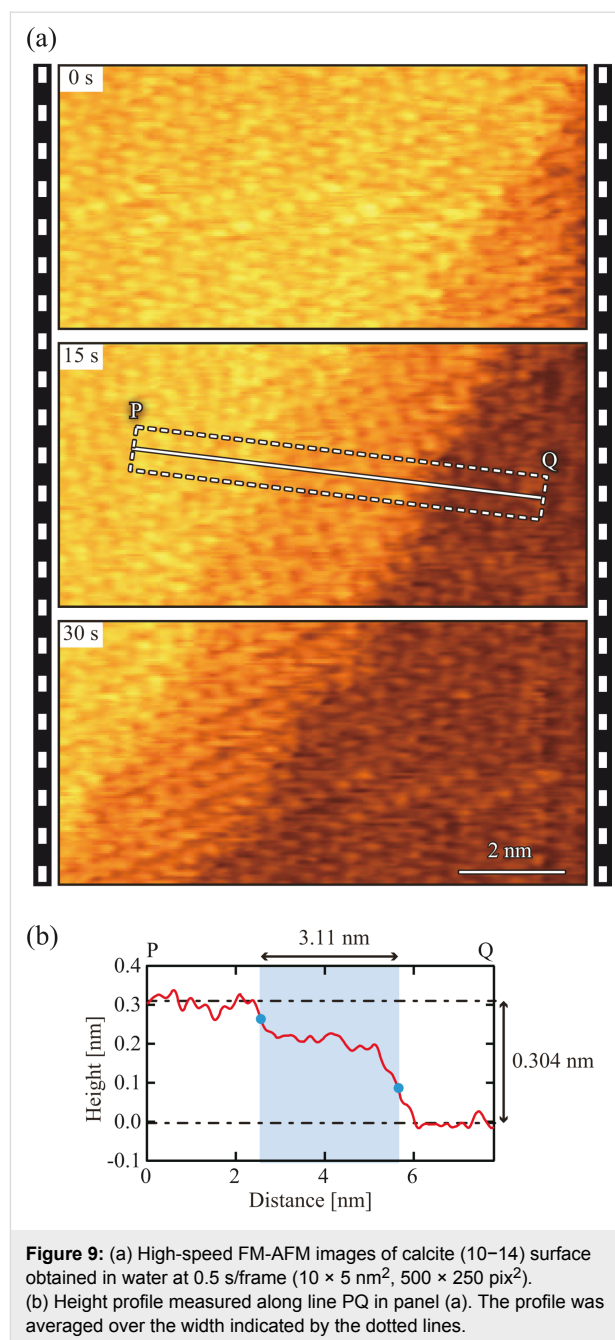 (a)
0 s
15 s
P
Q
30 s
2 nm
(b)
P
3.11 nm
Q
0.4
0.3
0.2
0.1
0.0
-0.1
Height [nm]
0.304 nm
0
2
4
6
Distance [nm]
Figure 9: (a) High-speed FM-AFM images of calcite (10−14) surface
obtained in water at 0.5 s/frame (10 × 5 nm², 500 × 250 pix²).
(b) Height profile measured along line PQ in panel (a). The profile was
averaged over the width indicated by the dotted lines.